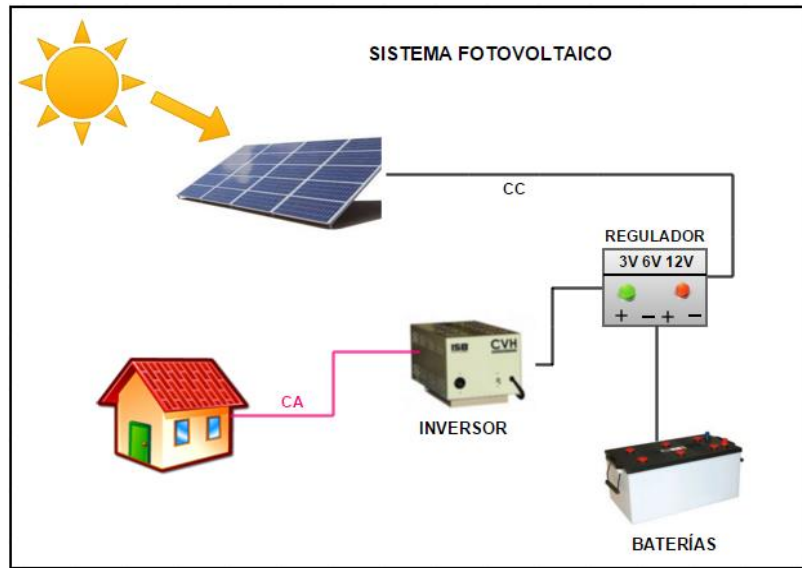 SISTEMA FOTOVOLTAICO
CC
REGULADOR
3V 6V 12V
+ − + −
ISB CVH
CA
INVERSOR
BATERÍAS